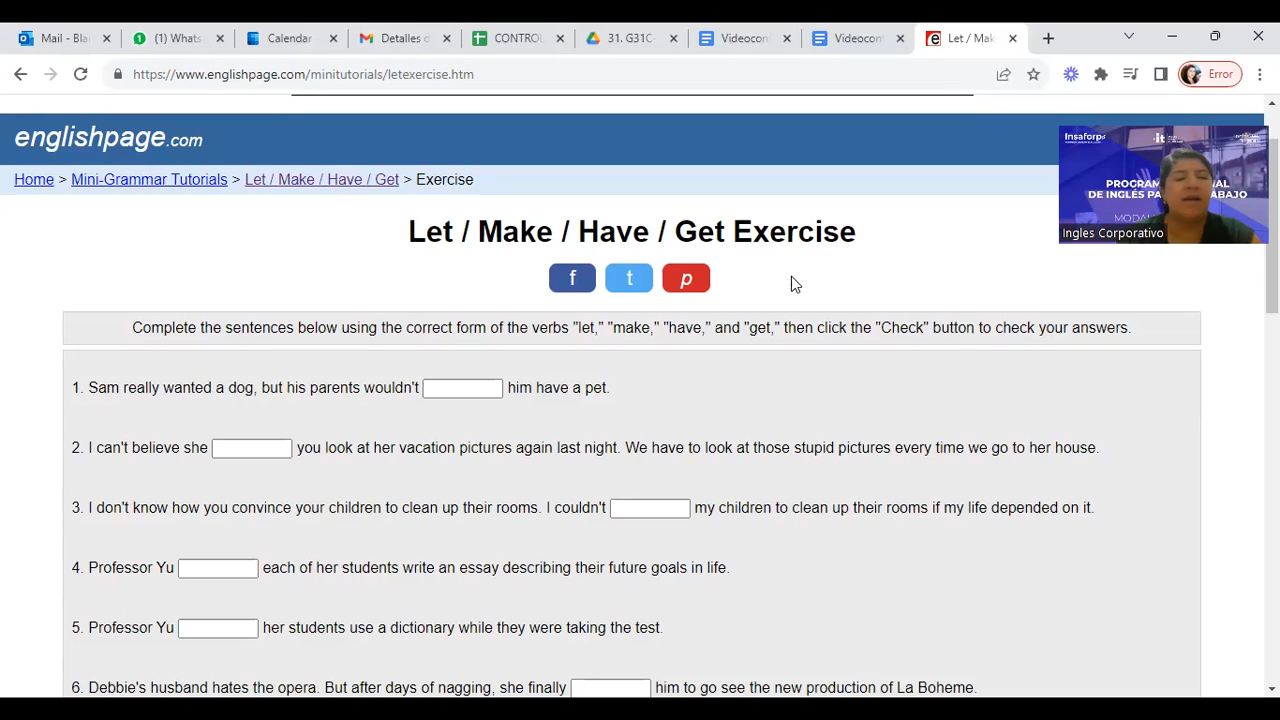 Mail - Bla
(1) Whats
Calendar
Detalles o
CONTROL
31. G31C-
Videocon
Videocon
Let / Mak
https://www.englishpage.com/minitutorials/letexercise.htm
Error
englishpage.com
Home > Mini-Grammar Tutorials > Let / Make / Have / Get > Exercise
Insaforp
it
PROGRAMA NACIONAL
DE INGLÉS PARA EL TRABAJO
Ingles Corporativo
Let / Make / Have / Get Exercise
f t p
Complete the sentences below using the correct form of the verbs "let," "make," "have," and "get," then click the "Check" button to check your answers.
1. Sam really wanted a dog, but his parents wouldn't him have a pet.
2. I can't believe she you look at her vacation pictures again last night. We have to look at those stupid pictures every time we go to her house.
3. I don't know how you convince your children to clean up their rooms. I couldn't my children to clean up their rooms if my life depended on it.
4. Professor Yu each of her students write an essay describing their future goals in life.
5. Professor Yu her students use a dictionary while they were taking the test.
6. Debbie's husband hates the opera. But after days of nagging, she finally him to go see the new production of La Boheme.